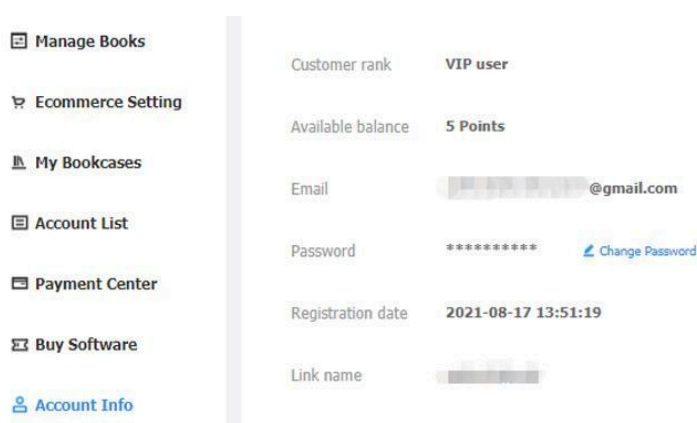 Manage Books
Ecommerce Setting
My Bookcases
Account List
Payment Center
Buy Software
Account Info
Customer rank VIP user
Available balance 5 Points
Email @gmail.com
Password ********** Change Password
Registration date 2021-08-17 13:51:19
Link name